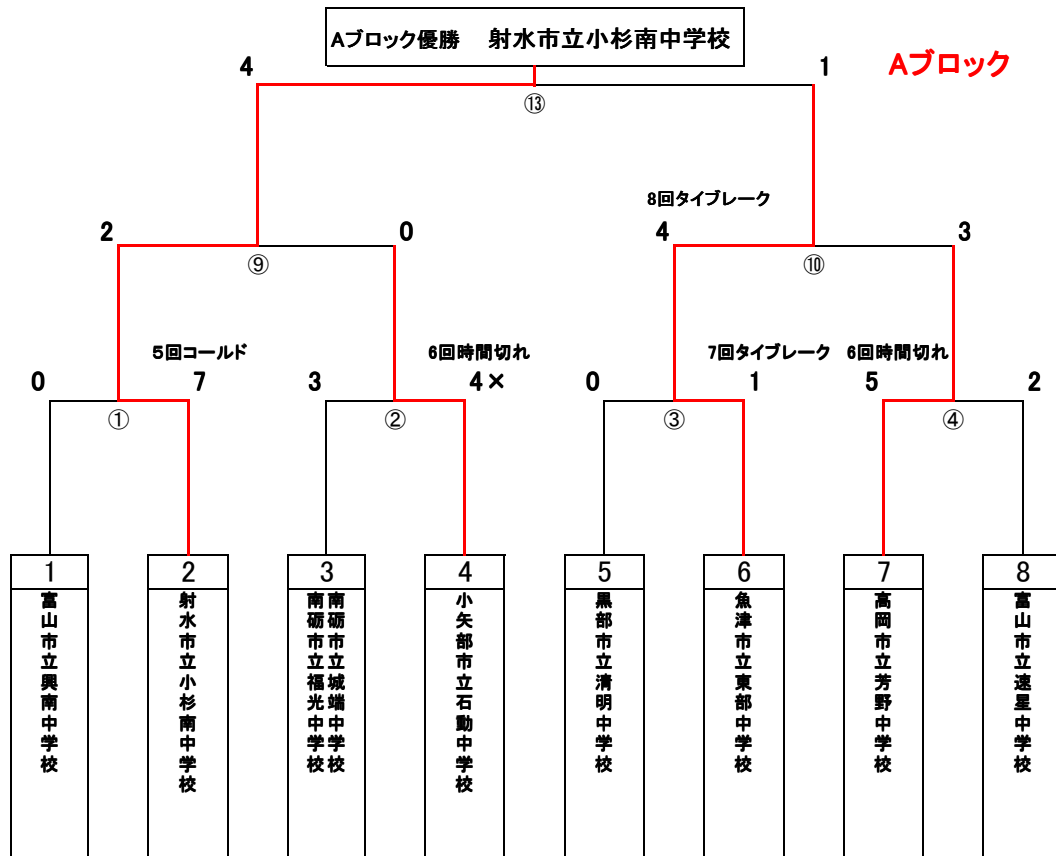 Aブロック優勝 射水市立小杉南中学校
Aブロック
4
1
⑬
8回タイブレーク
2
0
4
3
⑨
⑩
5回コールド
6回時間切れ
7回タイブレーク
6回時間切れ
0
7
3
4×
0
1
5
2
①
②
③
④
1
2
3
4
5
6
7
8
富山市立興南中学校
射水市立小杉南中学校
南砺市立城端中学校
南砺市立福光中学校
小矢部市立石動中学校
黒部市立清明中学校
魚津市立東部中学校
高岡市立芳野中学校
富山市立速星中学校